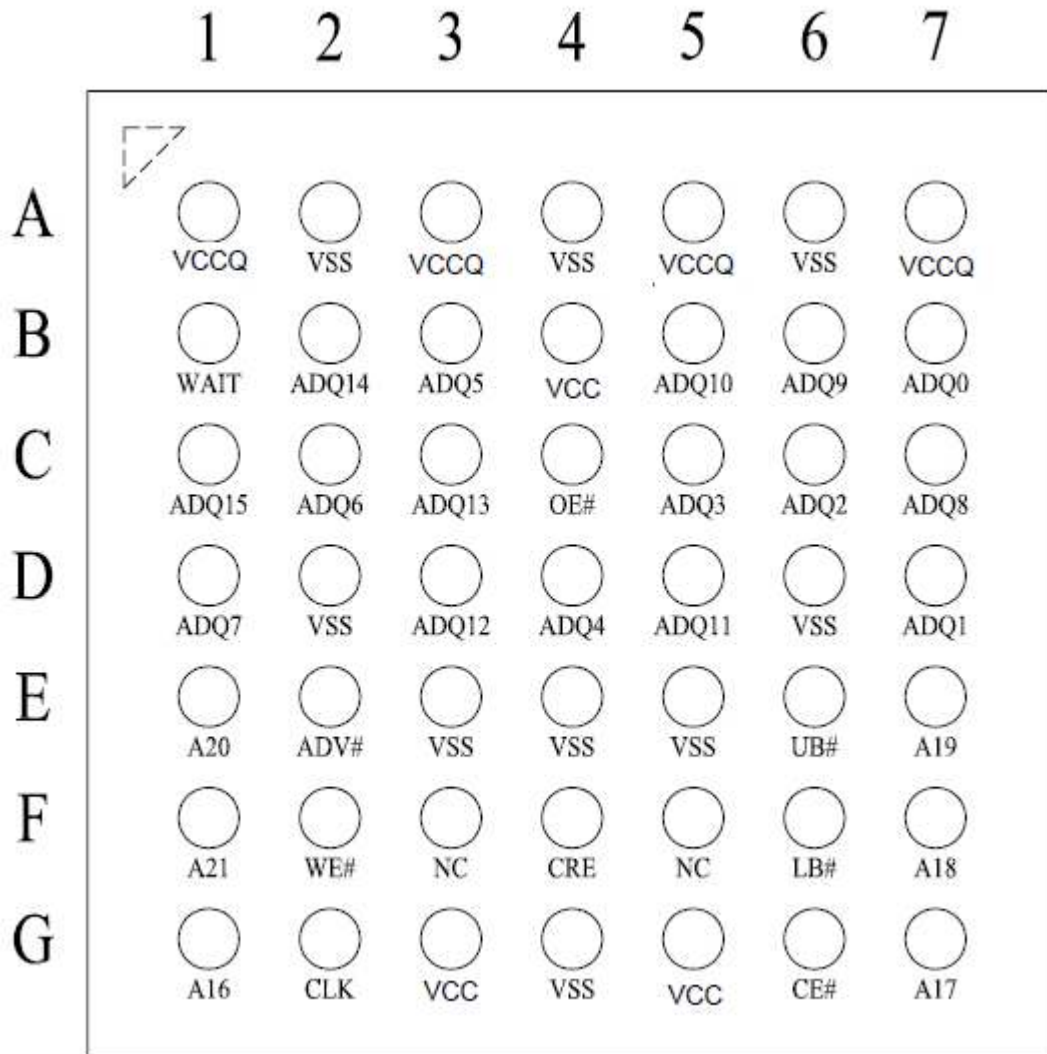 1 2 3 4 5 6 7
A
VCCQ VSS VCCQ VSS VCCQ VSS VCCQ
B
WAIT ADQ14 ADQ5 VCC ADQ10 ADQ9 ADQ0
C
ADQ15 ADQ6 ADQ13 OE# ADQ3 ADQ2 ADQ8
D
ADQ7 VSS ADQ12 ADQ4 ADQ11 VSS ADQ1
E
A20 ADV# VSS VSS VSS UB# A19
F
A21 WE# NC CRE NC LB# A18
G
A16 CLK VCC VSS VCC CE# A17